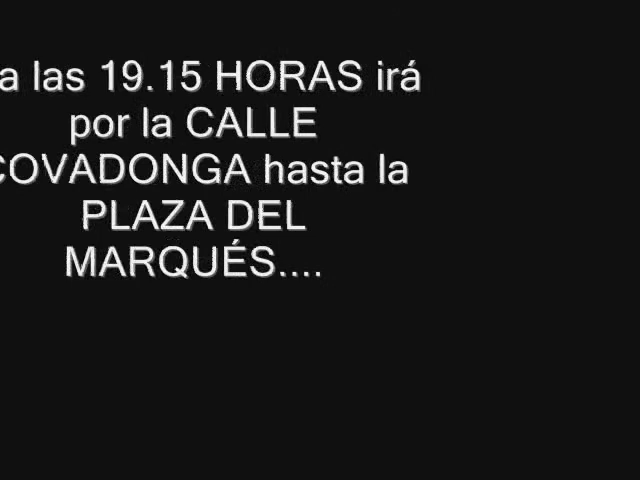 a las 19.15 HORAS irá
por la CALLE
COVADONGA hasta la
PLAZA DEL
MARQUÉS....